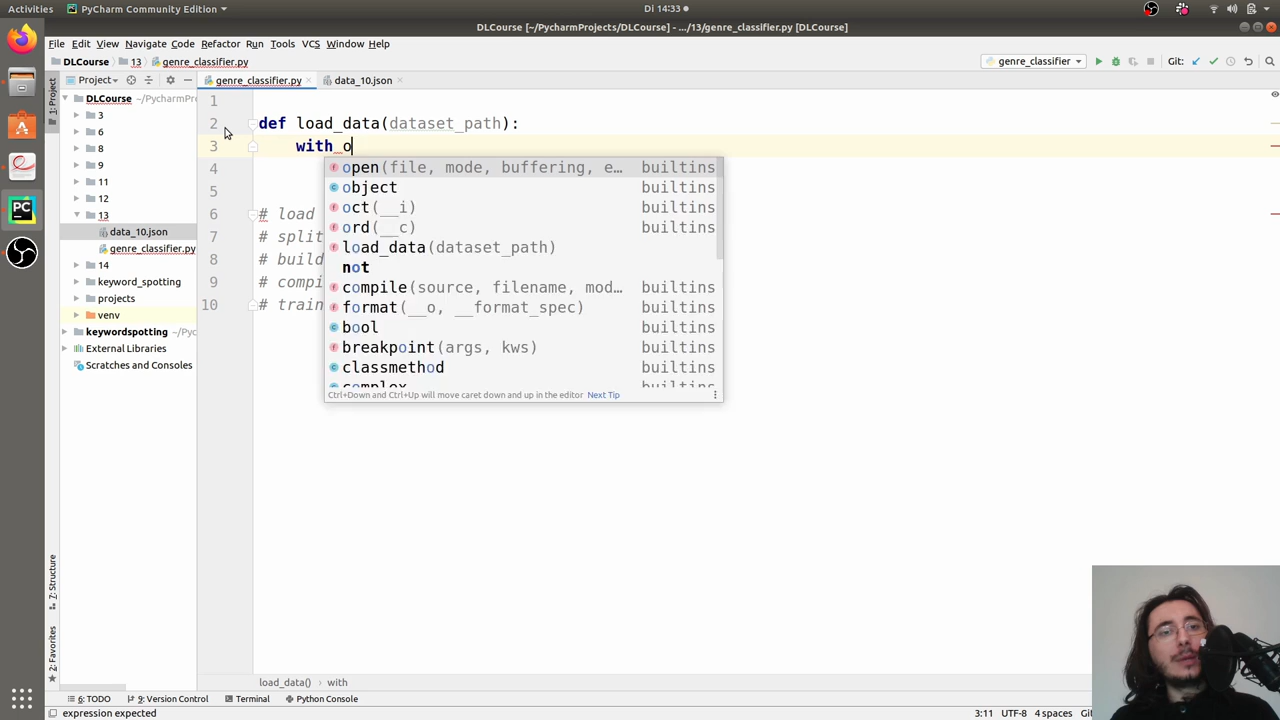 Activities
PyCharm Community Edition
Di 14:33
DLCourse [~/PycharmProjects/DLCourse] - .../13/genre_classifier.py [DLCourse]
File Edit View Navigate Code Refactor Run Tools VCS Window Help
DLCourse 13 genre_classifier.py
genre_classifier
Git:
Project
genre_classifier.py
data_10.json
1: Project
DLCourse ~/PycharmProjects
3
6
8
9
11
12
13
data_10.json
genre_classifier.py
14
keyword_spotting
projects
venv
keywordspotting ~/Pyc
External Libraries
Scratches and Consoles
7: Structure
2: Favorites
1
2 def load_data(dataset_path):
3 with o
4
5
6 # load
7 # split
8 # build
9 # compi
10 # train
open(file, mode, buffering, e... builtins
object builtins
oct(__i) builtins
ord(__c) builtins
load_data(dataset_path)
not
compile(source, filename, mod... builtins
format(__o, __format_spec) builtins
bool builtins
breakpoint(args, kws) builtins
classmethod builtins
complex builtins
Ctrl+Down and Ctrl+Up will move caret down and up in the editor Next Tip
load_data() with
6: TODO 9: Version Control Terminal Python Console
expression expected
3:11 UTF-8 4 spaces
PC